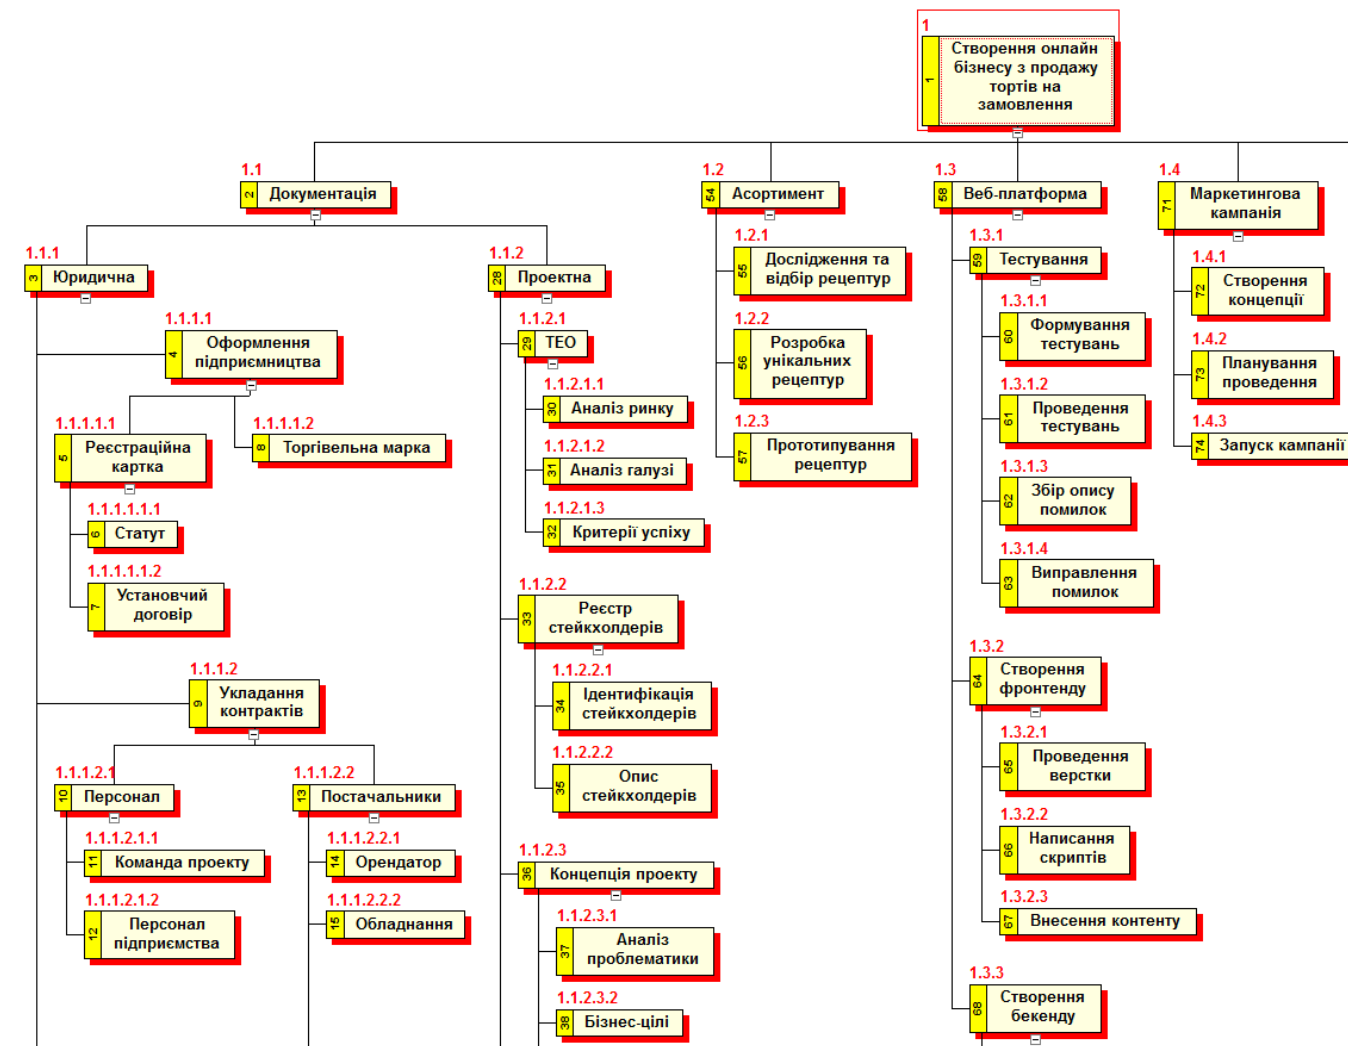 1
1
Створення онлайн
бізнесу з продажу
тортів на
замовлення
1.1
2
Документація
1.1.1
3
Юридична
1.1.1.1
4
Оформлення
підприємництва
1.1.1.1.1
5
Реєстраційна
картка
1.1.1.1.1.1
6
Статут
1.1.1.1.1.2
7
Установчий
договір
1.1.1.1.2
8
Торгівельна марка
1.1.1.2
9
Укладання
контрактів
1.1.1.2.1
10
Персонал
1.1.1.2.1.1
11
Команда проекту
1.1.1.2.1.2
12
Персонал
підприємства
1.1.1.2.2
13
Постачальники
1.1.1.2.2.1
14
Орендатор
1.1.1.2.2.2
15
Обладнання
1.1.2
28
Проектна
1.1.2.1
29
ТЕО
1.1.2.1.1
30
Аналіз ринку
1.1.2.1.2
31
Аналіз галузі
1.1.2.1.3
32
Критерії успіху
1.1.2.2
33
Реєстр
стейкхолдерів
1.1.2.2.1
34
Ідентифікація
стейкхолдерів
1.1.2.2.2
35
Опис
стейкхолдерів
1.1.2.3
36
Концепція проекту
1.1.2.3.1
37
Аналіз
проблематики
1.1.2.3.2
38
Бізнес-цілі
1.2
54
Асортимент
1.2.1
55
Дослідження та
відбір рецептур
1.2.2
56
Розробка
унікальних
рецептур
1.2.3
57
Прототипування
рецептур
1.3
58
Веб-платформа
1.3.1
59
Тестування
1.3.1.1
60
Формування
тестувань
1.3.1.2
61
Проведення
тестувань
1.3.1.3
62
Збір опису
помилок
1.3.1.4
63
Виправлення
помилок
1.3.2
64
Створення
фронтенду
1.3.2.1
65
Проведення
верстки
1.3.2.2
66
Написання
скриптів
1.3.2.3
67
Внесення контенту
1.3.3
68
Створення
бекенду
1.4
71
Маркетингова
кампанія
1.4.1
72
Створення
концепції
1.4.2
73
Планування
проведення
1.4.3
74
Запуск кампанії